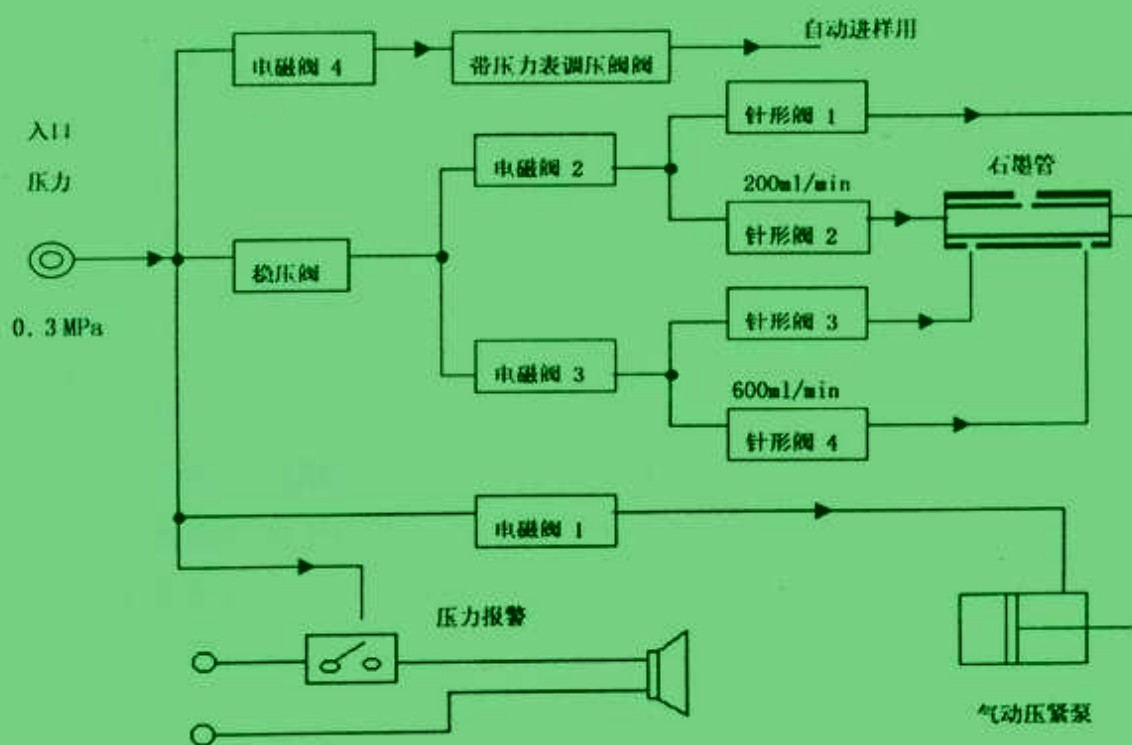 自动进样用
电磁阀 4
带压力表调压阀阀
入口
压力
0.3MPa
稳压阀
电磁阀 2
针形阀 1
200ml/min
针形阀 2
石墨管
电磁阀 3
针形阀 3
600ml/min
针形阀 4
电磁阀 1
压力报警
气动压紧泵